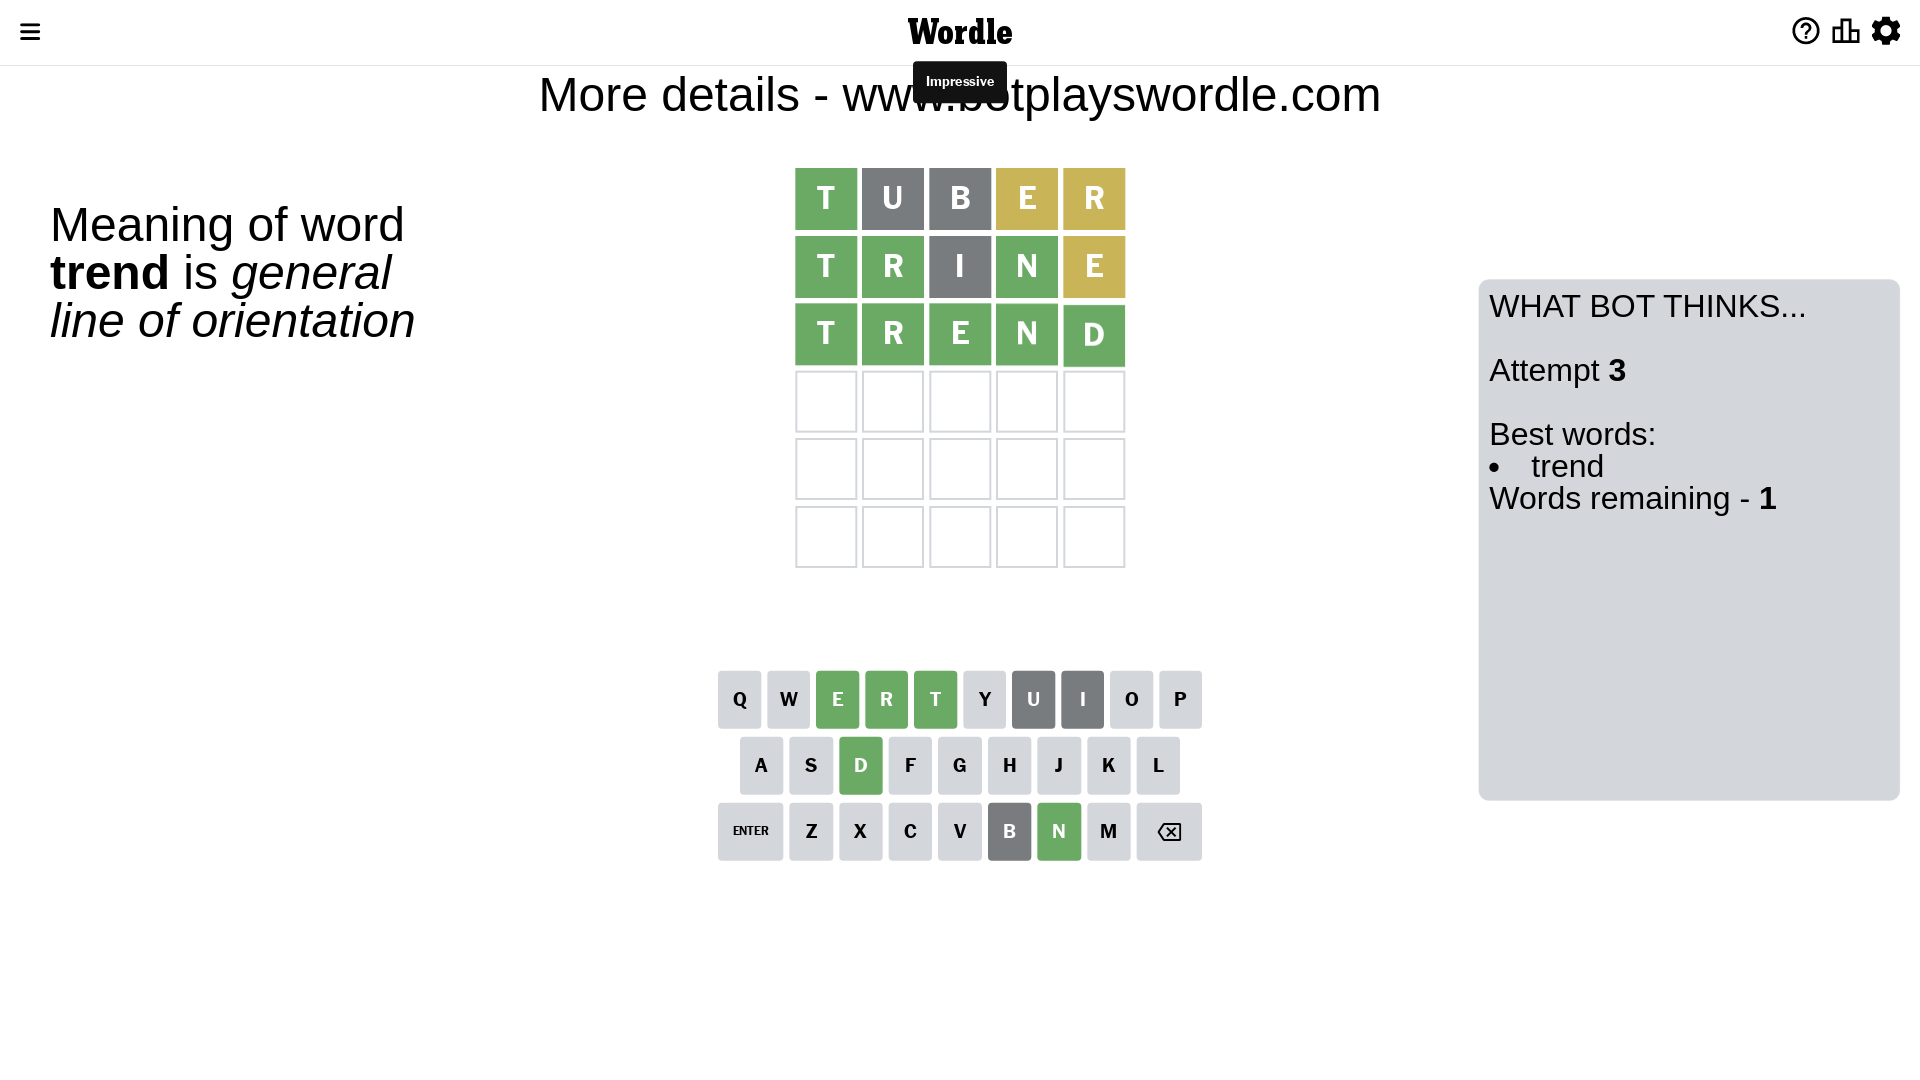 Wordle
Impressive
More details - www.botplayswordle.com
Meaning of word
trend is general
line of orientation
T U B E R
T R I N E
T R E N D
WHAT BOT THINKS...
Attempt 3
Best words:
• trend
Words remaining - 1
Q W E R T Y U I O P
A S D F G H J K L
ENTER Z X C V B N M